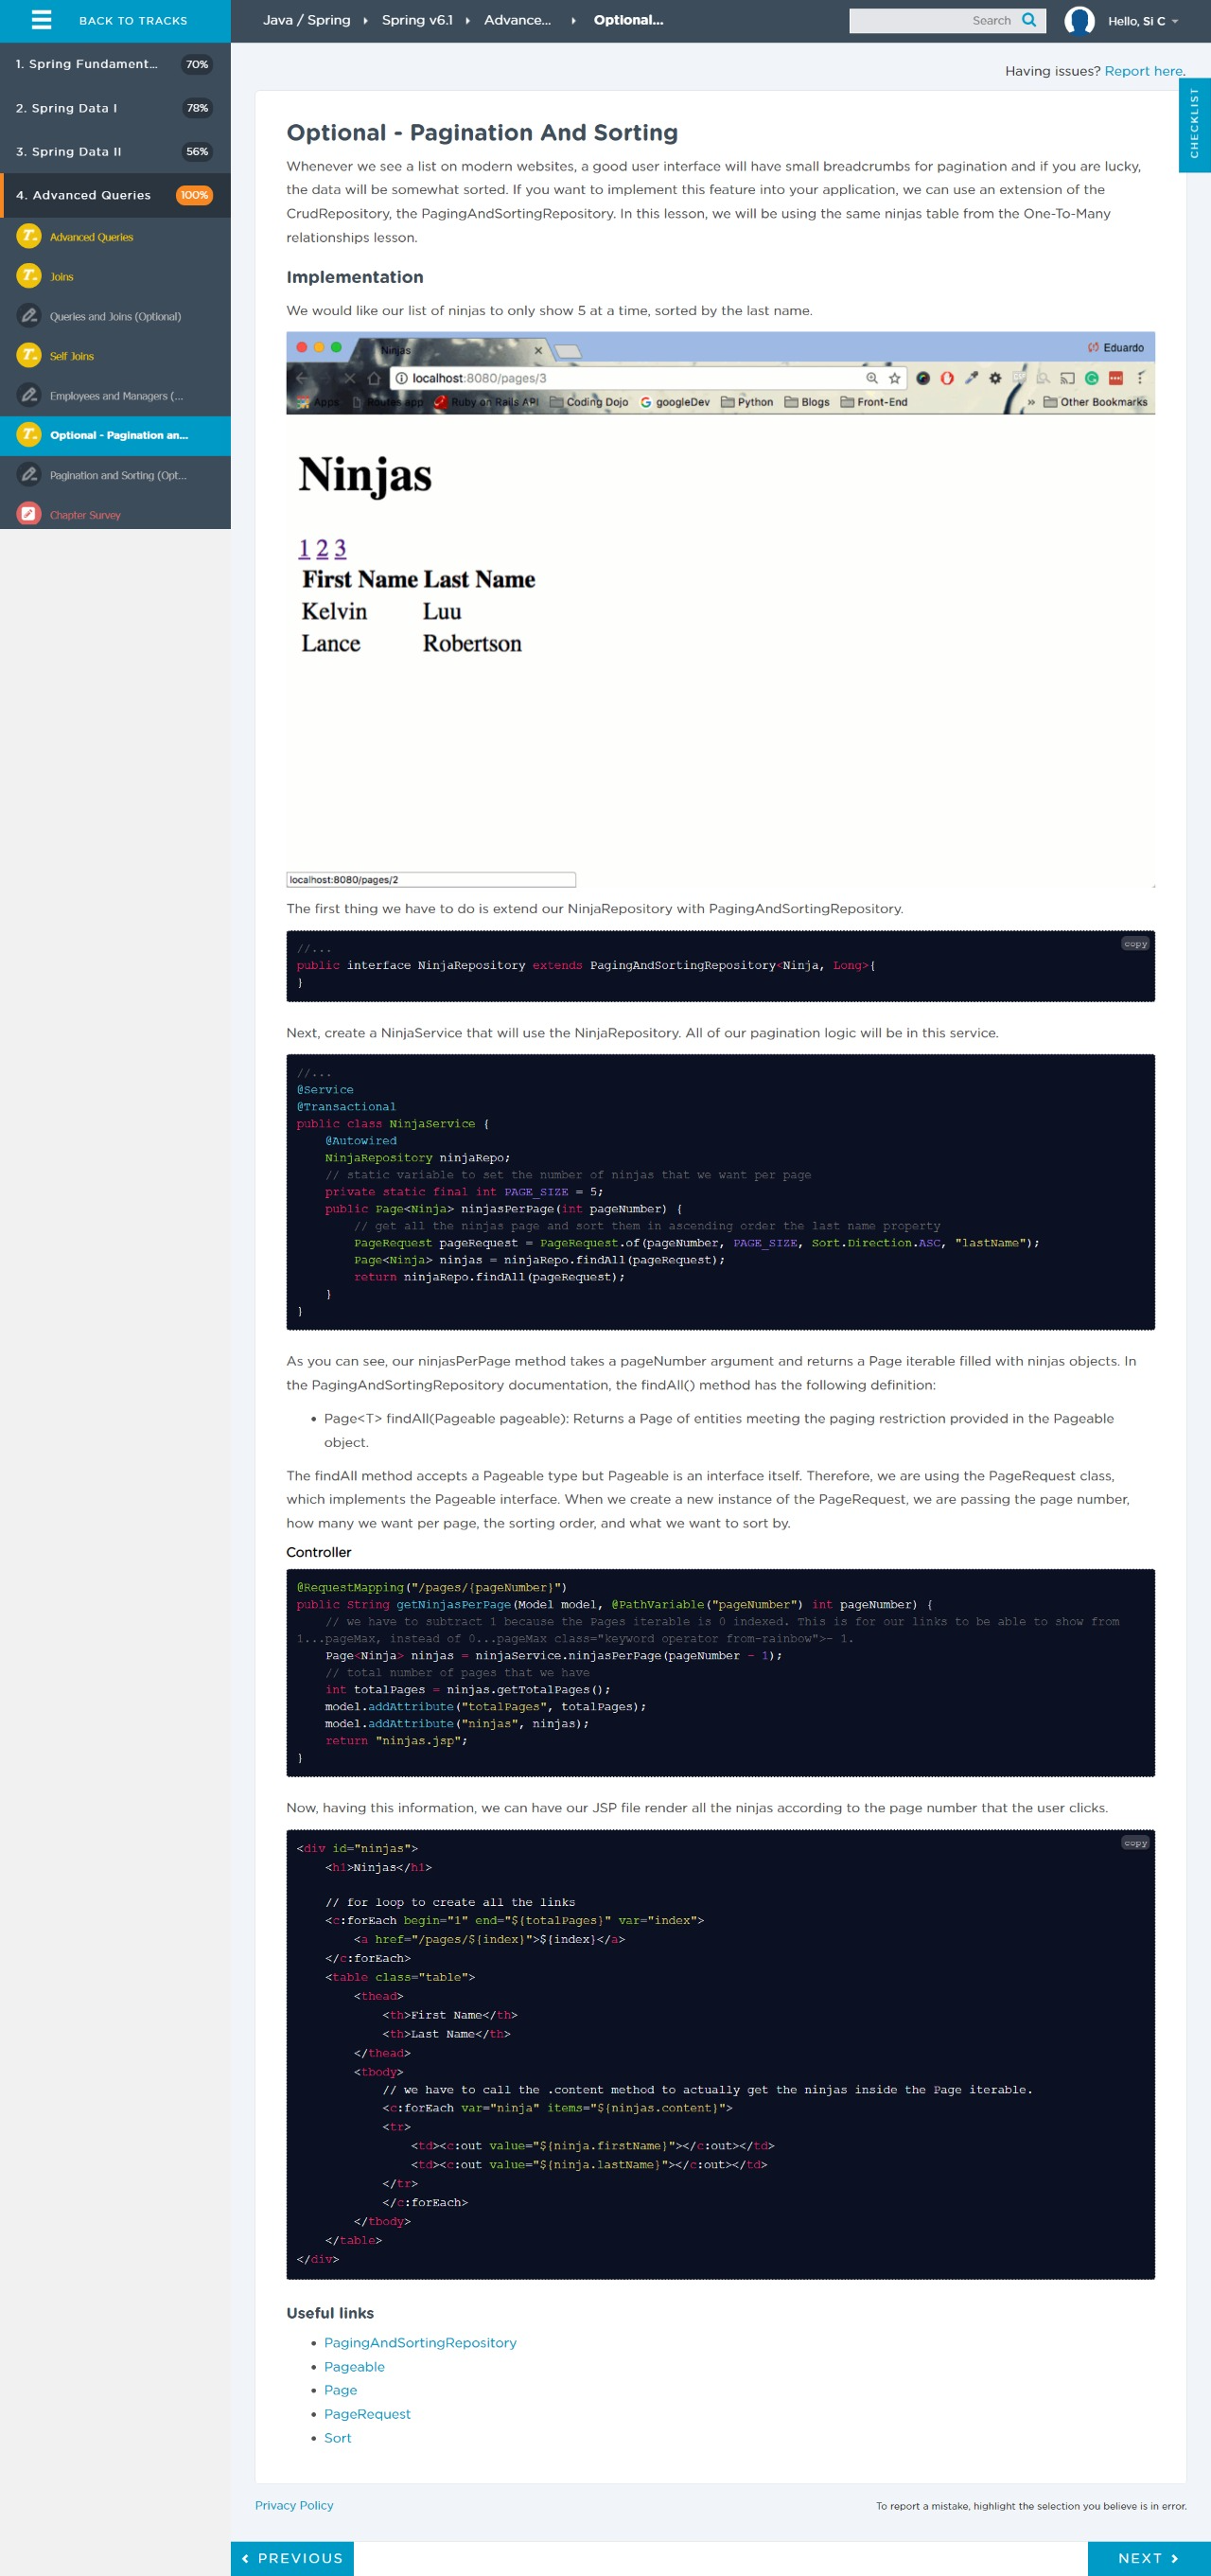 BACK TO TRACKS
Java / Spring
Spring v6.1
Advance...
Optional...
Search
Hello, Si C
1. Spring Fundament...
70%
2. Spring Data I
78%
3. Spring Data II
56%
4. Advanced Queries
100%
Advanced Queries
Joins
Queries and Joins (Optional)
Self Joins
Employees and Managers (...
Optional - Pagination an...
Pagination and Sorting (Opt...
Chapter Survey
Having issues? Report here.
CHECKLIST
Optional - Pagination And Sorting
Whenever we see a list on modern websites, a good user interface will have small breadcrumbs for pagination and if you are lucky,
the data will be somewhat sorted. If you want to implement this feature into your application, we can use an extension of the
CrudRepository, the PagingAndSortingRepository. In this lesson, we will be using the same ninjas table from the One-To-Many
relationships lesson.
Implementation
We would like our list of ninjas to only show 5 at a time, sorted by the last name.
Ninjas
Eduardo
localhost:8080/pages/3
Apps
Routes app
Ruby on Rails API
Coding Dojo
googleDev
Python
Blogs
Front-End
»
Other Bookmarks
Ninjas
1 2 3
First Name Last Name
Kelvin Luu
Lance Robertson
localhost:8080/pages/2
The first thing we have to do is extend our NinjaRepository with PagingAndSortingRepository.
copy
//...
public interface NinjaRepository extends PagingAndSortingRepository<Ninja, Long>{
}
Next, create a NinjaService that will use the NinjaRepository. All of our pagination logic will be in this service.
//...
@Service
@Transactional
public class NinjaService {
@Autowired
NinjaRepository ninjaRepo;
// static variable to set the number of ninjas that we want per page
private static final int PAGE_SIZE = 5;
public Page<Ninja> ninjasPerPage(int pageNumber) {
// get all the ninjas page and sort them in ascending order the last name property
PageRequest pageRequest = PageRequest.of(pageNumber, PAGE_SIZE, Sort.Direction.ASC, "lastName");
Page<Ninja> ninjas = ninjaRepo.findAll(pageRequest);
return ninjaRepo.findAll(pageRequest);
}
}
As you can see, our ninjasPerPage method takes a pageNumber argument and returns a Page iterable filled with ninjas objects. In
the PagingAndSortingRepository documentation, the findAll() method has the following definition:
• Page<T> findAll(Pageable pageable): Returns a Page of entities meeting the paging restriction provided in the Pageable
object.
The findAll method accepts a Pageable type but Pageable is an interface itself. Therefore, we are using the PageRequest class,
which implements the Pageable interface. When we create a new instance of the PageRequest, we are passing the page number,
how many we want per page, the sorting order, and what we want to sort by.
Controller
@RequestMapping("/pages/{pageNumber}")
public String getNinjasPerPage(Model model, @PathVariable("pageNumber") int pageNumber) {
// we have to subtract 1 because the Pages iterable is 0 indexed. This is for our links to be able to show from
1...pageMax, instead of 0...pageMax class="keyword operator from-rainbow">- 1.
Page<Ninja> ninjas = ninjaService.ninjasPerPage(pageNumber - 1);
// total number of pages that we have
int totalPages = ninjas.getTotalPages();
model.addAttribute("totalPages", totalPages);
model.addAttribute("ninjas", ninjas);
return "ninjas.jsp";
}
Now, having this information, we can have our JSP file render all the ninjas according to the page number that the user clicks.
copy
<div id="ninjas">
<h1>Ninjas</h1>
// for loop to create all the links
<c:forEach begin="1" end="${totalPages}" var="index">
<a href="/pages/${index}">${index}</a>
</c:forEach>
<table class="table">
<thead>
<th>First Name</th>
<th>Last Name</th>
</thead>
<tbody>
// we have to call the .content method to actually get the ninjas inside the Page iterable.
<c:forEach var="ninja" items="${ninjas.content}">
<tr>
<td><c:out value="${ninja.firstName}"></c:out></td>
<td><c:out value="${ninja.lastName}"></c:out></td>
</tr>
</c:forEach>
</tbody>
</table>
</div>
Useful links
• PagingAndSortingRepository
• Pageable
• Page
• PageRequest
• Sort
Privacy Policy
To report a mistake, highlight the selection you believe is in error.
PREVIOUS
NEXT